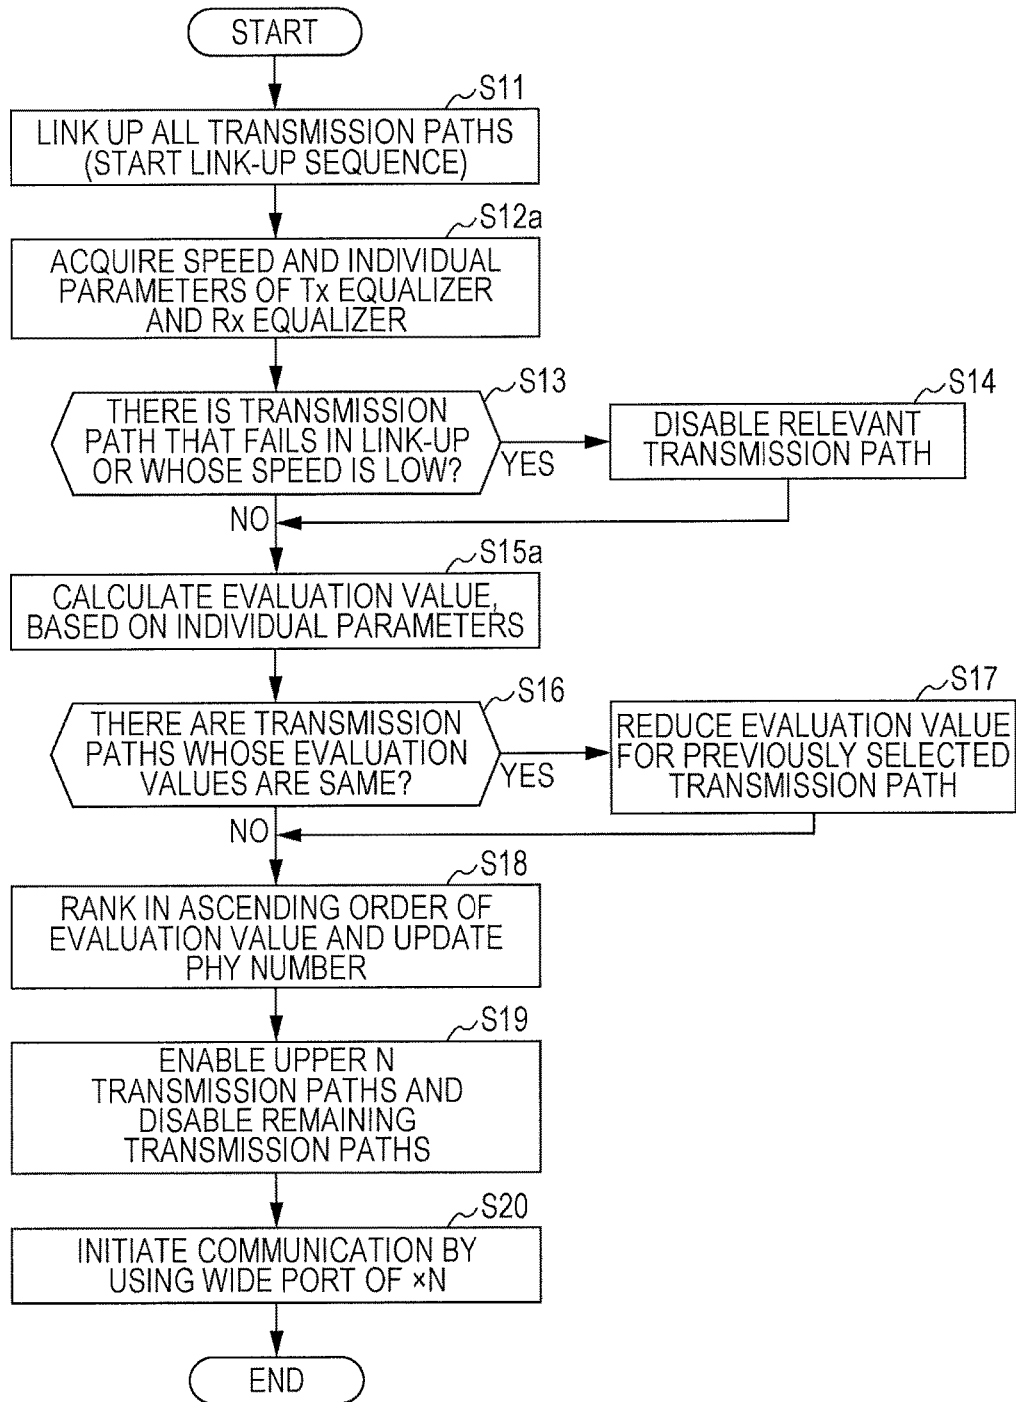 START
S11
LINK UP ALL TRANSMISSION PATHS
(START LINK-UP SEQUENCE)
S12a
ACQUIRE SPEED AND INDIVIDUAL
PARAMETERS OF Tx EQUALIZER
AND Rx EQUALIZER
S13
THERE IS TRANSMISSION
PATH THAT FAILS IN LINK-UP
OR WHOSE SPEED IS LOW?
YES
S14
DISABLE RELEVANT
TRANSMISSION PATH
NO
S15a
CALCULATE EVALUATION VALUE,
BASED ON INDIVIDUAL PARAMETERS
S16
THERE ARE TRANSMISSION
PATHS WHOSE EVALUATION
VALUES ARE SAME?
YES
S17
REDUCE EVALUATION VALUE
FOR PREVIOUSLY SELECTED
TRANSMISSION PATH
NO
S18
RANK IN ASCENDING ORDER OF
EVALUATION VALUE AND UPDATE
PHY NUMBER
S19
ENABLE UPPER N
TRANSMISSION PATHS AND
DISABLE REMAINING
TRANSMISSION PATHS
S20
INITIATE COMMUNICATION BY
USING WIDE PORT OF ×N
END